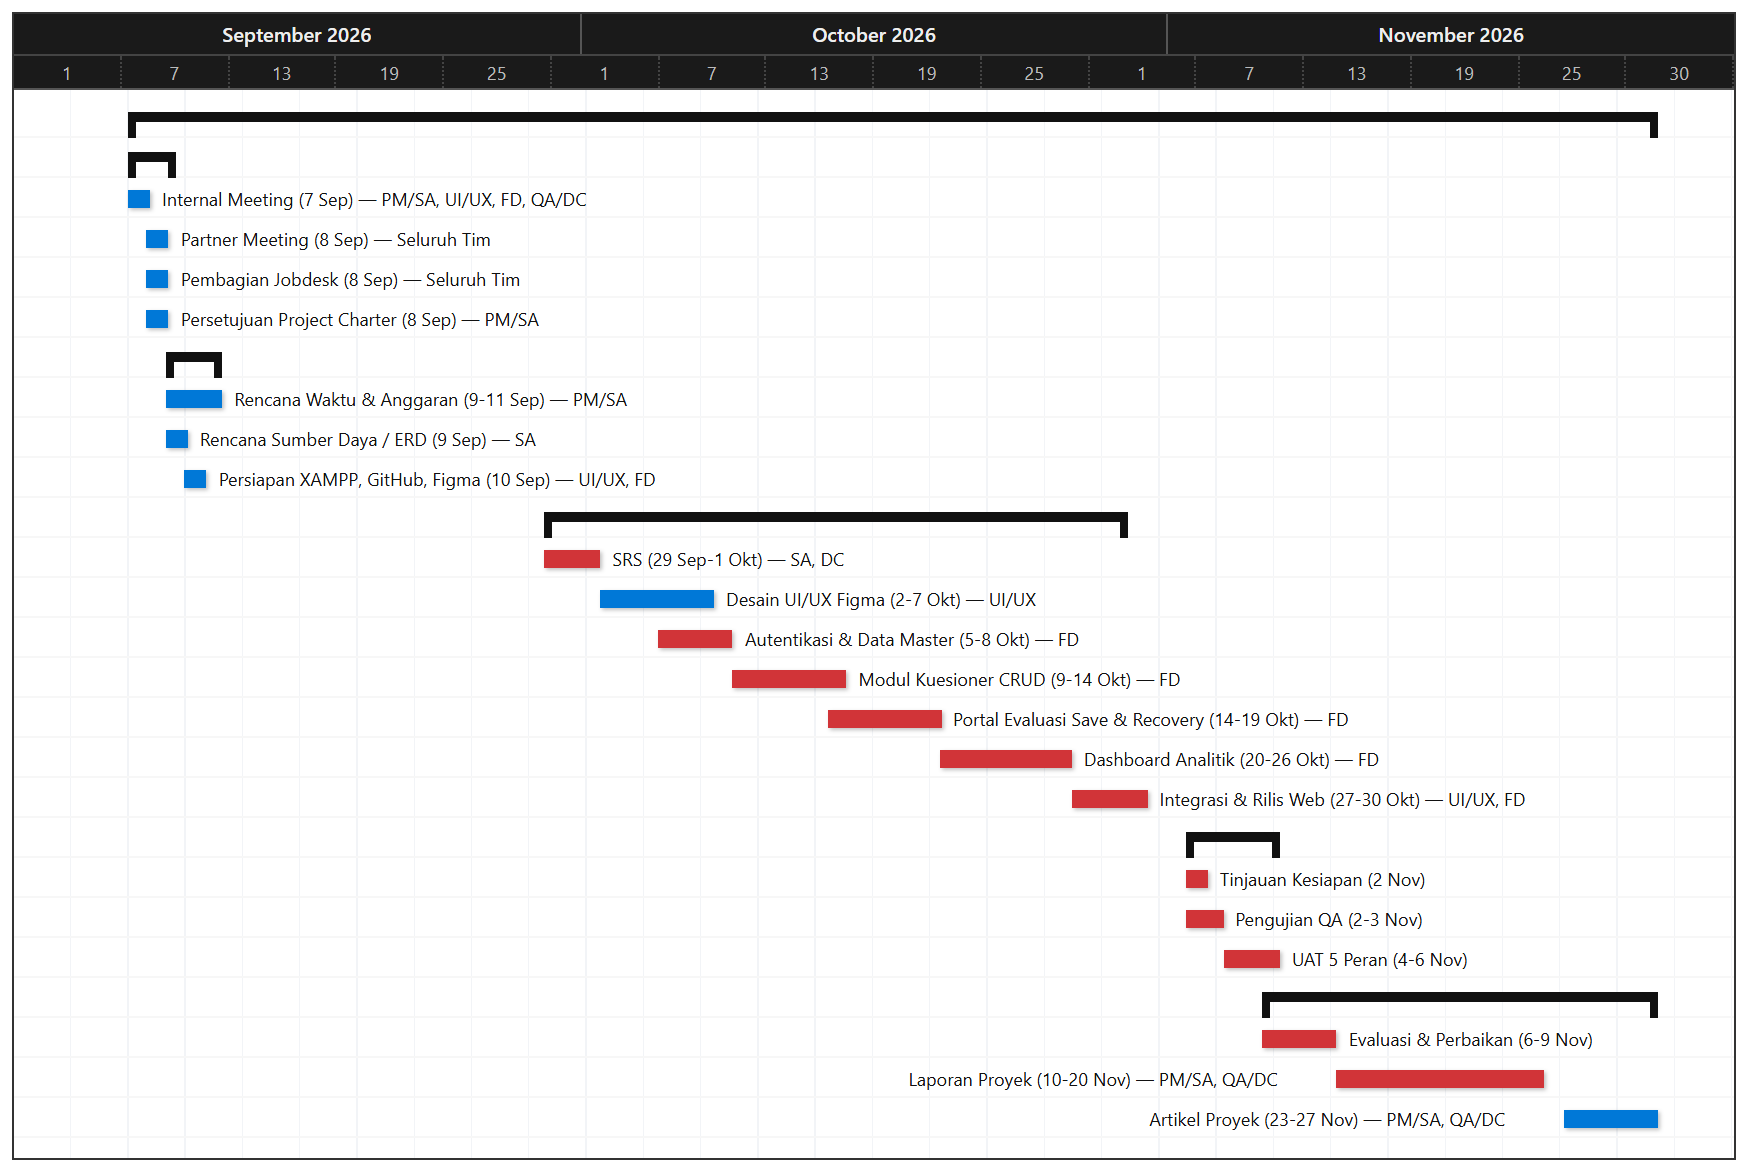 September 2026 October 2026 November 2026
1 7 13 19 25 1 7 13 19 25 1 7 13 19 25 30
Internal Meeting (7 Sep) — PM/SA, UI/UX, FD, QA/DC
Partner Meeting (8 Sep) — Seluruh Tim
Pembagian Jobdesk (8 Sep) — Seluruh Tim
Persetujuan Project Charter (8 Sep) — PM/SA
Rencana Waktu & Anggaran (9-11 Sep) — PM/SA
Rencana Sumber Daya / ERD (9 Sep) — SA
Persiapan XAMPP, GitHub, Figma (10 Sep) — UI/UX, FD
SRS (29 Sep-1 Okt) — SA, DC
Desain UI/UX Figma (2-7 Okt) — UI/UX
Autentikasi & Data Master (5-8 Okt) — FD
Modul Kuesioner CRUD (9-14 Okt) — FD
Portal Evaluasi Save & Recovery (14-19 Okt) — FD
Dashboard Analitik (20-26 Okt) — FD
Integrasi & Rilis Web (27-30 Okt) — UI/UX, FD
Tinjauan Kesiapan (2 Nov)
Pengujian QA (2-3 Nov)
UAT 5 Peran (4-6 Nov)
Evaluasi & Perbaikan (6-9 Nov)
Laporan Proyek (10-20 Nov) — PM/SA, QA/DC
Artikel Proyek (23-27 Nov) — PM/SA, QA/DC